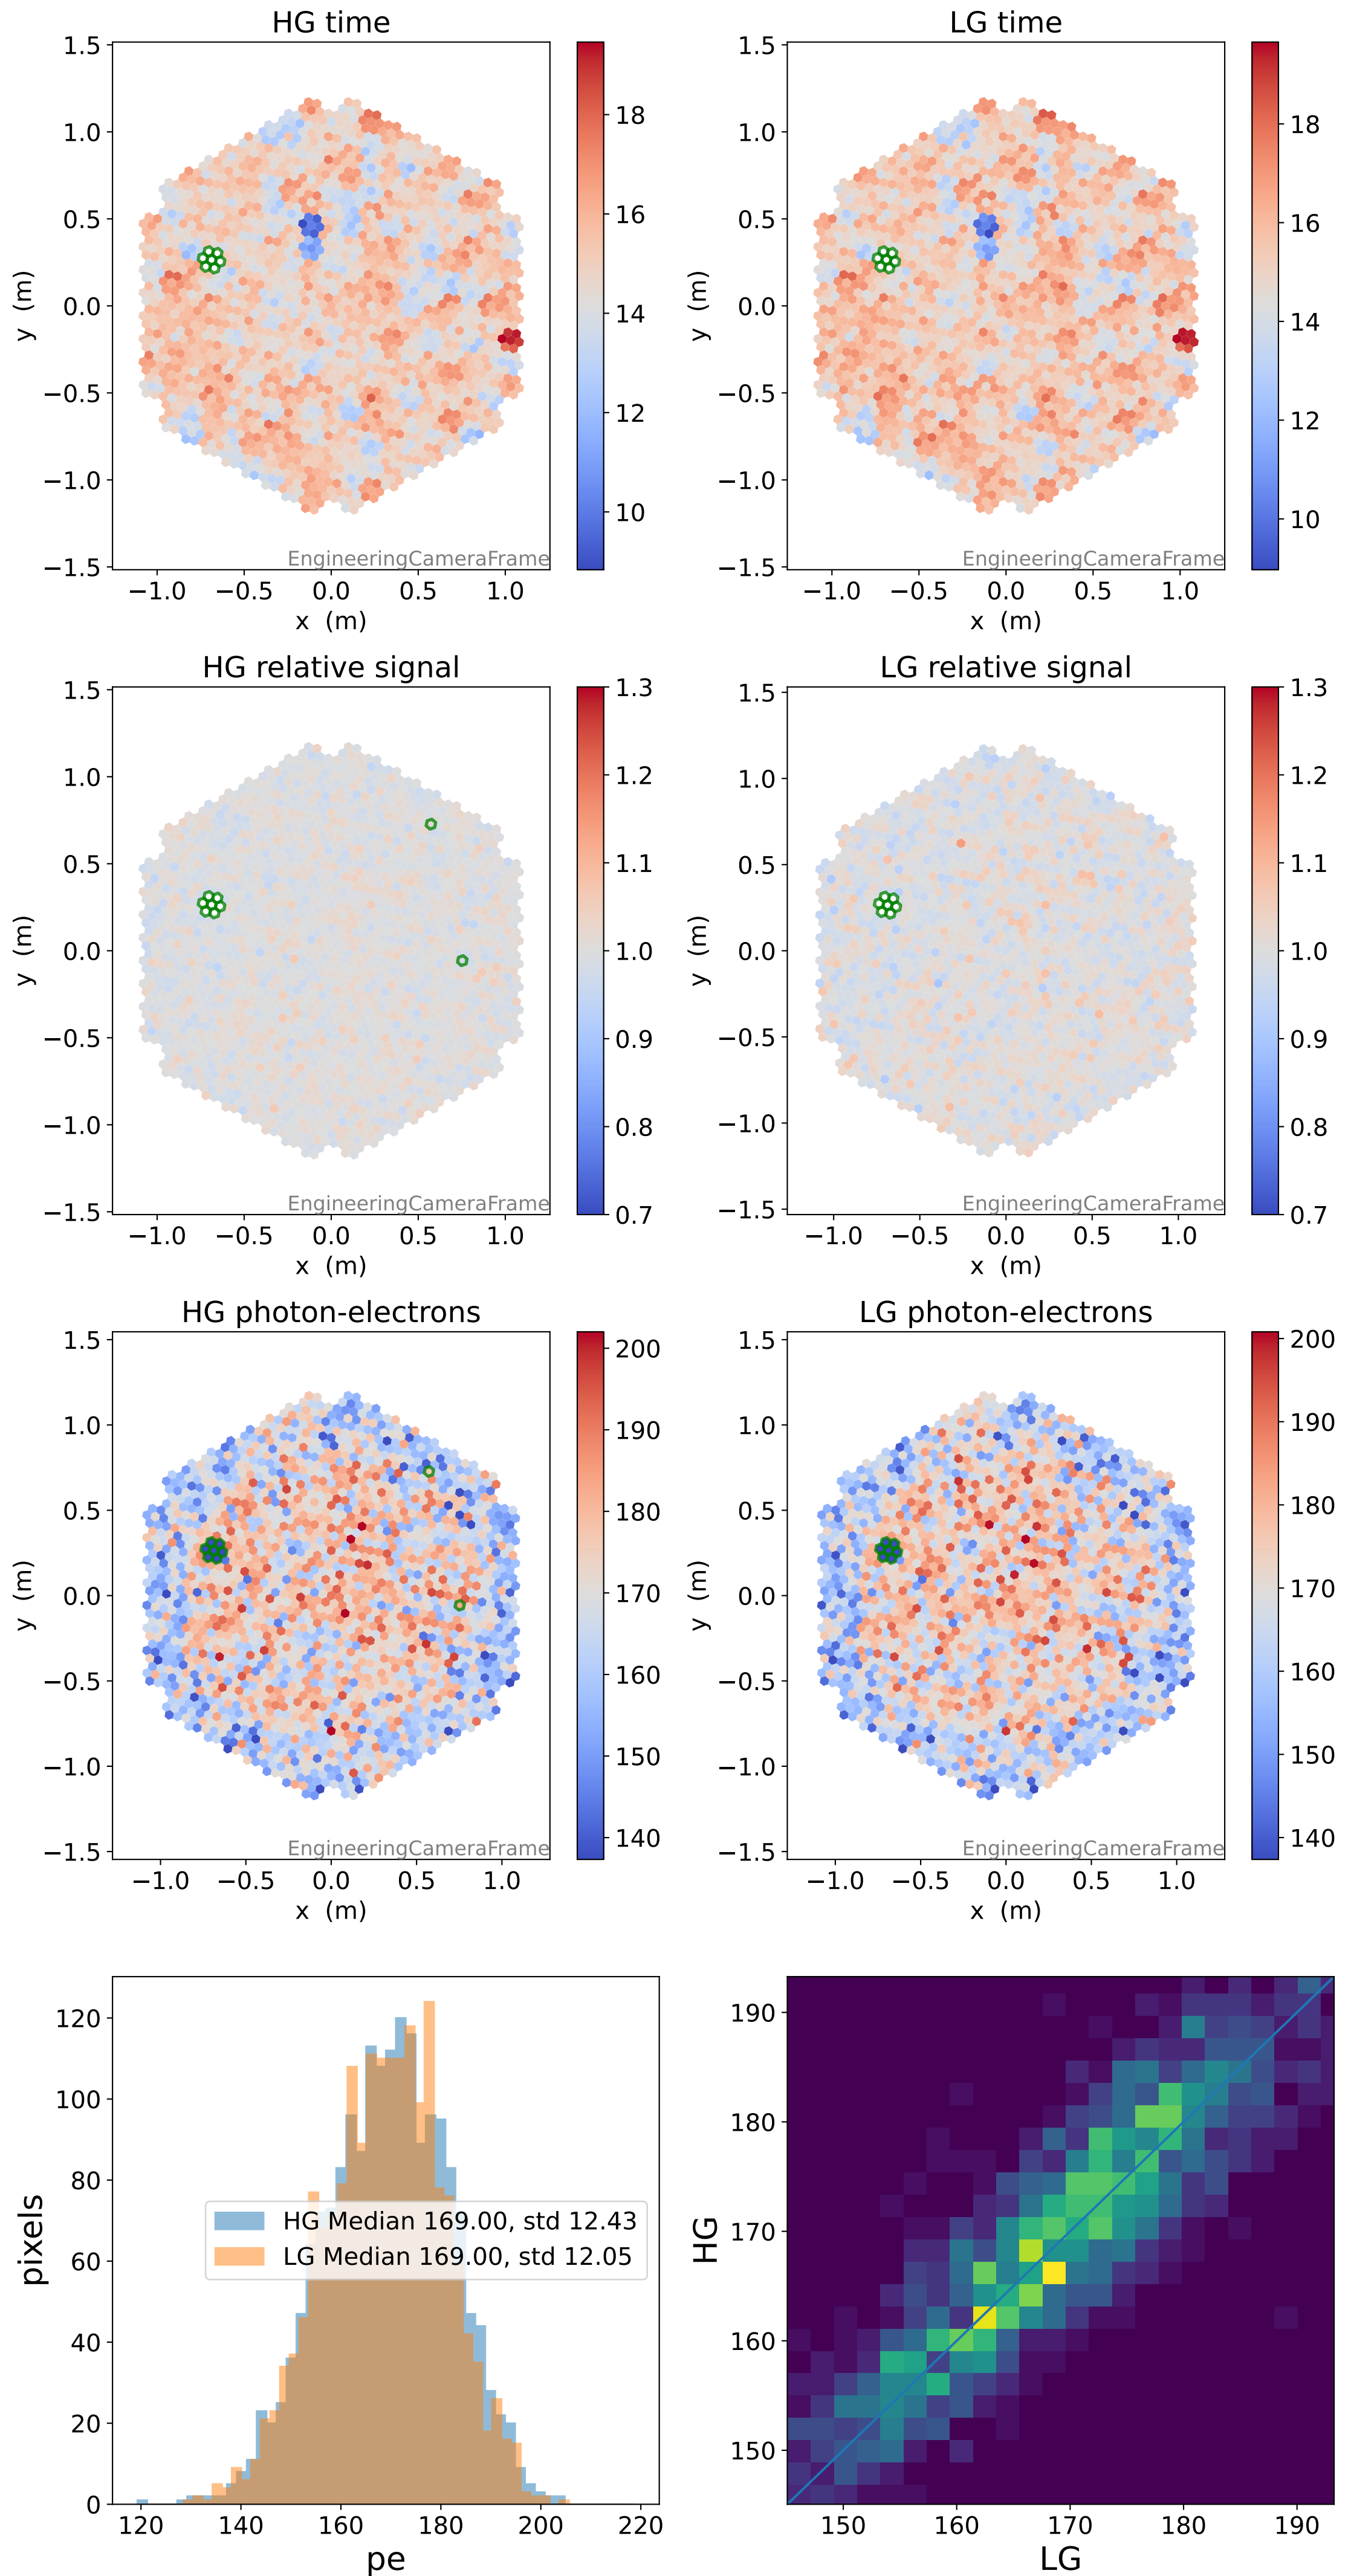 HG time
1.5
1.0
0.5
0.0
−0.5
−1.0
−1.5
y (m)
EngineeringCameraFrame
−1.0 −0.5 0.0 0.5 1.0
x (m)
18
16
14
12
10
LG time
1.5
1.0
0.5
0.0
−0.5
−1.0
−1.5
y (m)
EngineeringCameraFrame
−1.0 −0.5 0.0 0.5 1.0
x (m)
18
16
14
12
10
HG relative signal
1.5
1.0
0.5
0.0
−0.5
−1.0
−1.5
y (m)
EngineeringCameraFrame
−1.0 −0.5 0.0 0.5 1.0
x (m)
1.3
1.2
1.1
1.0
0.9
0.8
0.7
LG relative signal
1.5
1.0
0.5
0.0
−0.5
−1.0
−1.5
y (m)
EngineeringCameraFrame
−1.0 −0.5 0.0 0.5 1.0
x (m)
1.3
1.2
1.1
1.0
0.9
0.8
0.7
HG photon-electrons
1.5
1.0
0.5
0.0
−0.5
−1.0
−1.5
y (m)
EngineeringCameraFrame
−1.0 −0.5 0.0 0.5 1.0
x (m)
200
190
180
170
160
150
140
LG photon-electrons
1.5
1.0
0.5
0.0
−0.5
−1.0
−1.5
y (m)
EngineeringCameraFrame
−1.0 −0.5 0.0 0.5 1.0
x (m)
200
190
180
170
160
150
140
120
100
80
60
40
20
0
pixels
HG Median 169.00, std 12.43
LG Median 169.00, std 12.05
120 140 160 180 200 220
pe
190
180
170
160
150
HG
150 160 170 180 190
LG